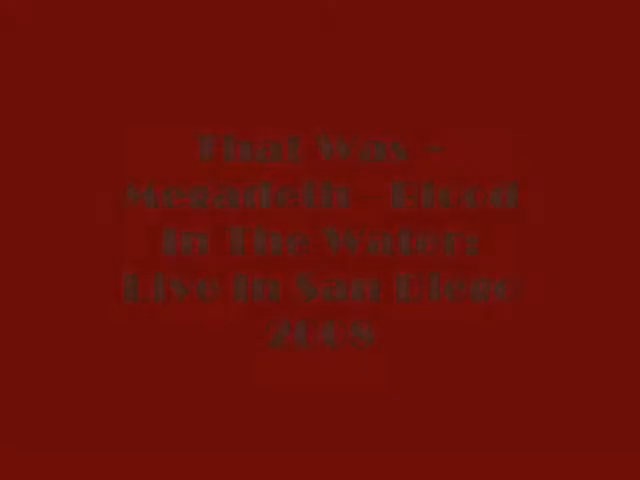 That Was -
Megadeth - Blood
In The Water:
Live In San Diego
2008